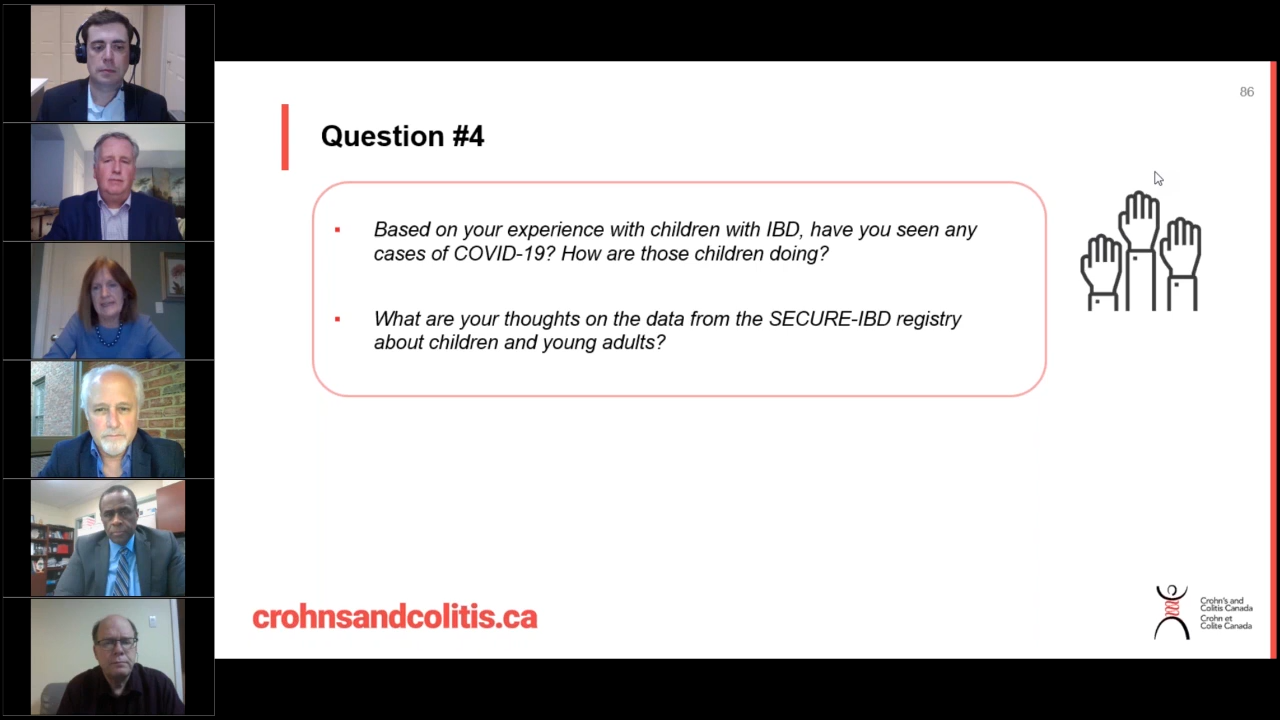 86
Question #4
▪ Based on your experience with children with IBD, have you seen any
cases of COVID-19? How are those children doing?
▪ What are your thoughts on the data from the SECURE-IBD registry
about children and young adults?
crohnsandcolitis.ca
Crohn's and
Colitis Canada
Crohn et
Colite Canada